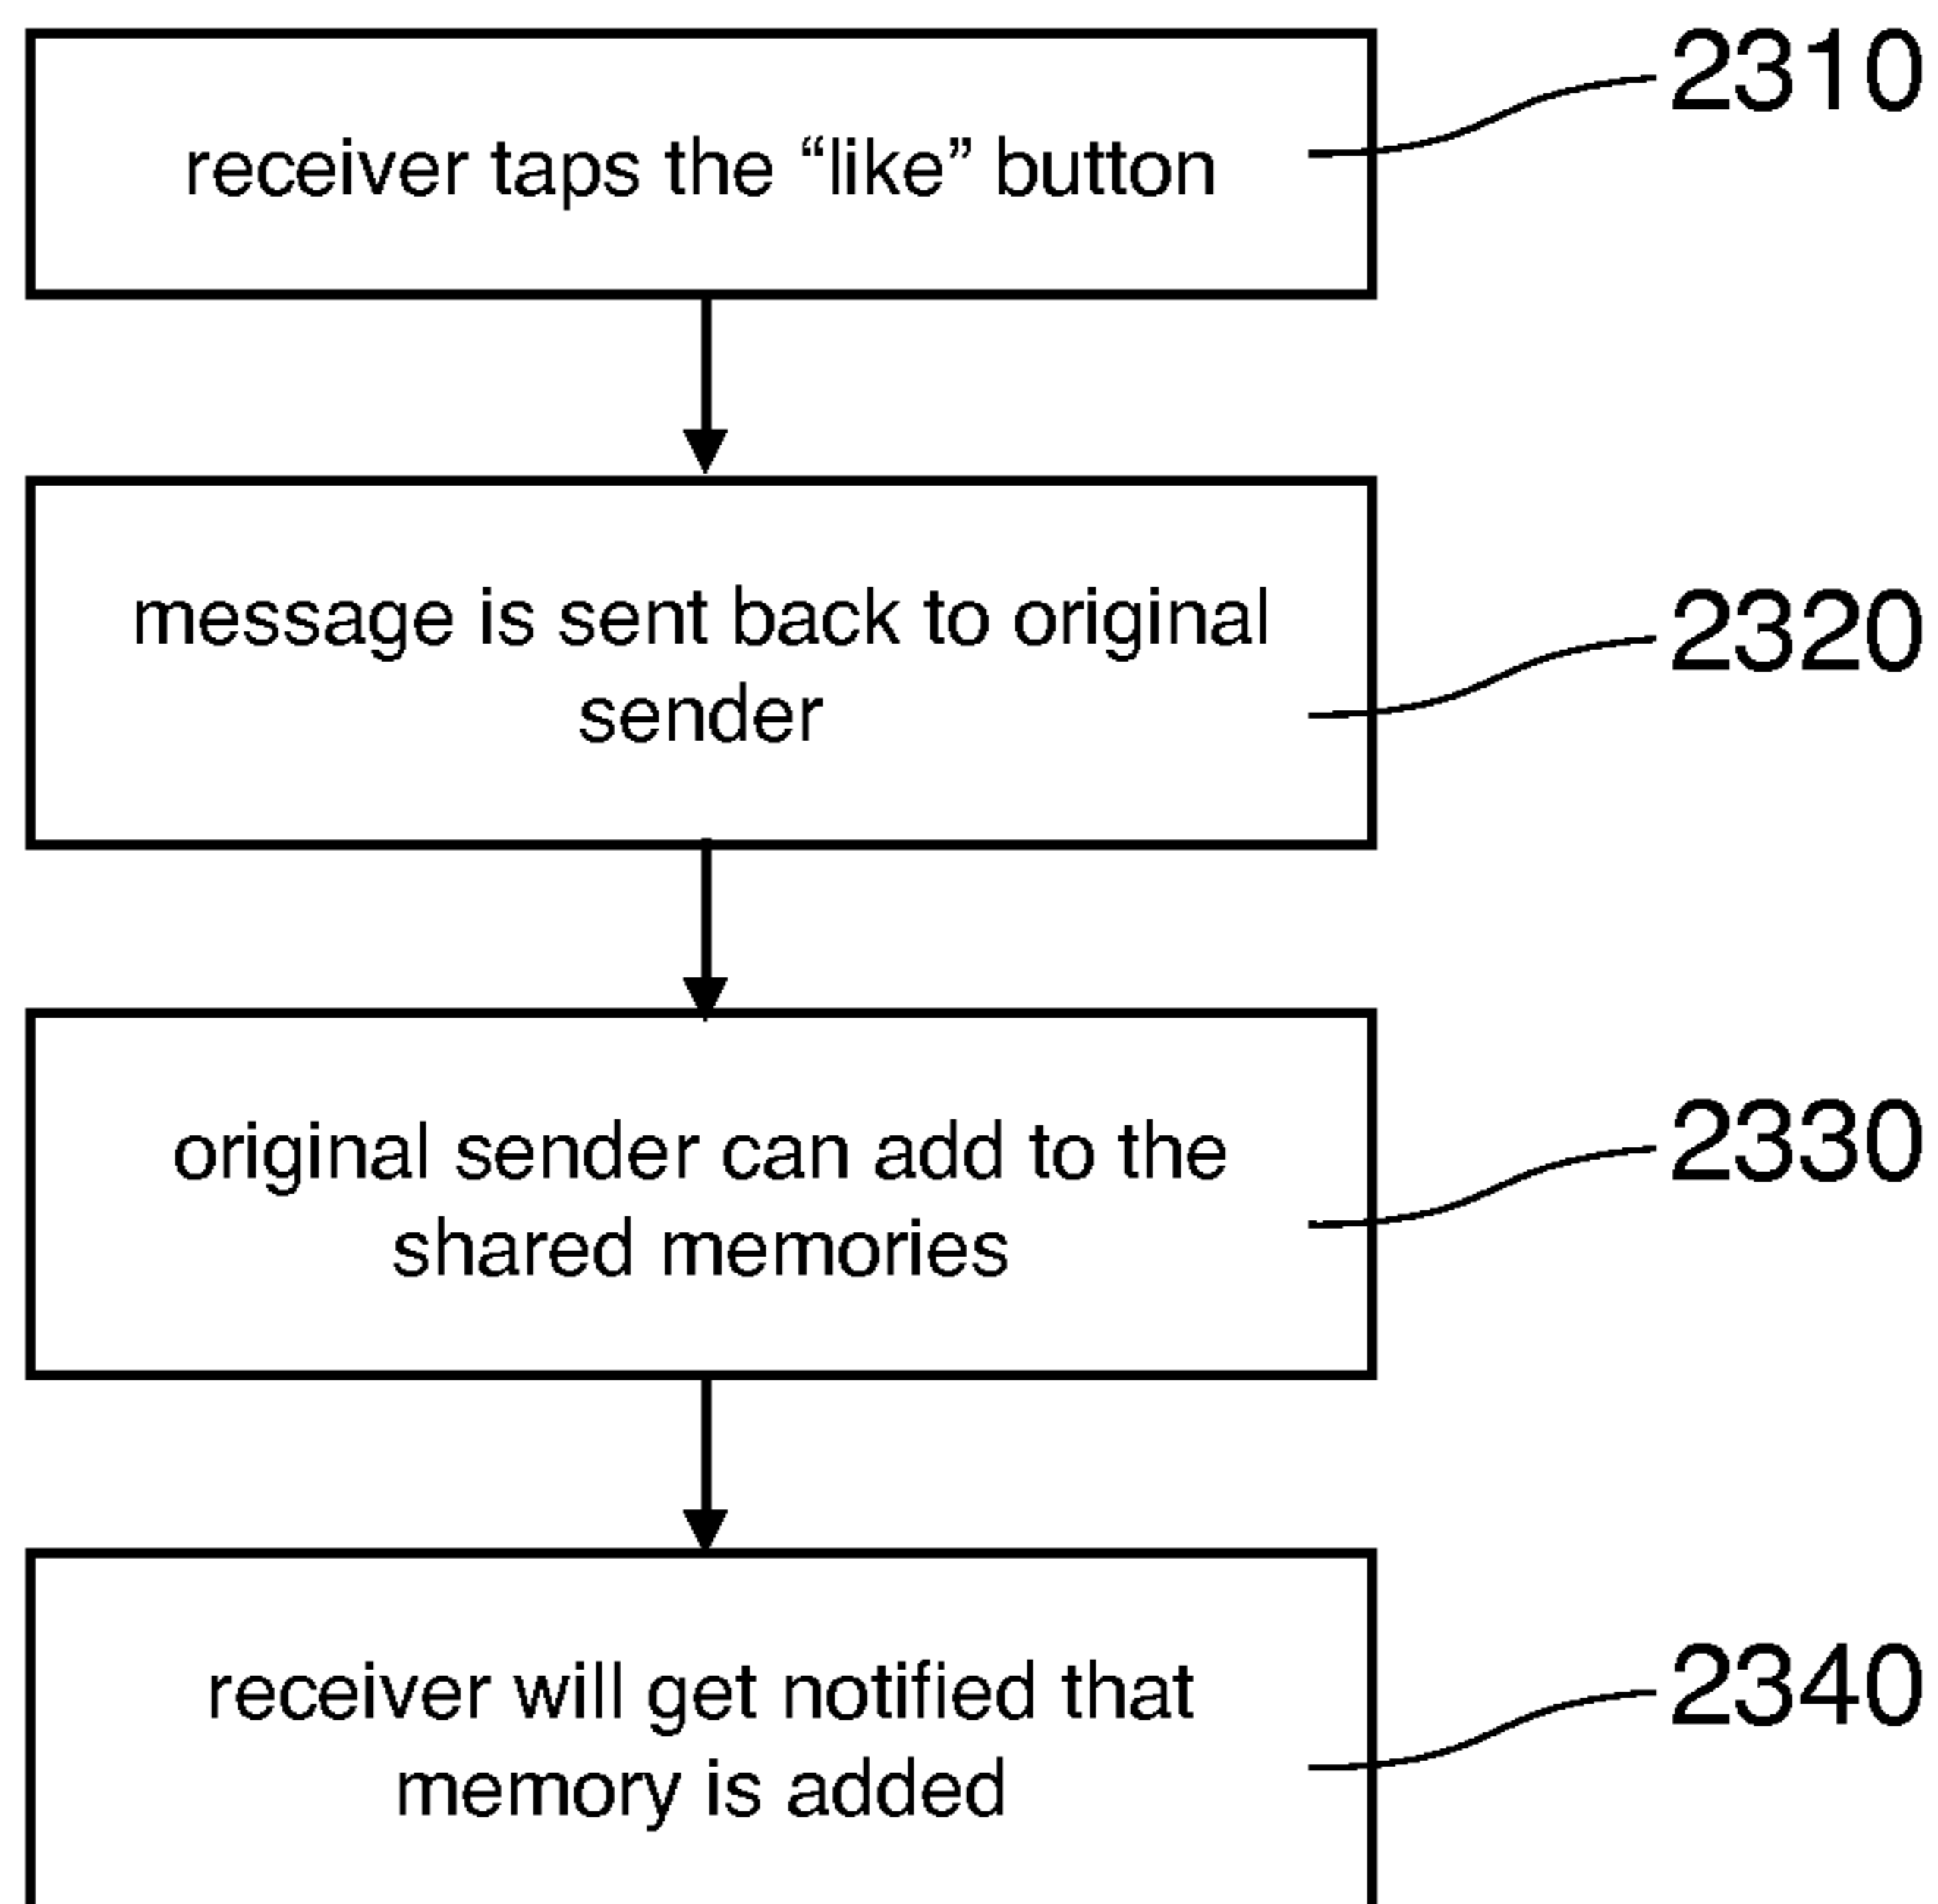 2310
receiver taps the “like” button
message is sent back to original
sender
2320
original sender can add to the
shared memories
2330
receiver will get notified that
memory is added
2340